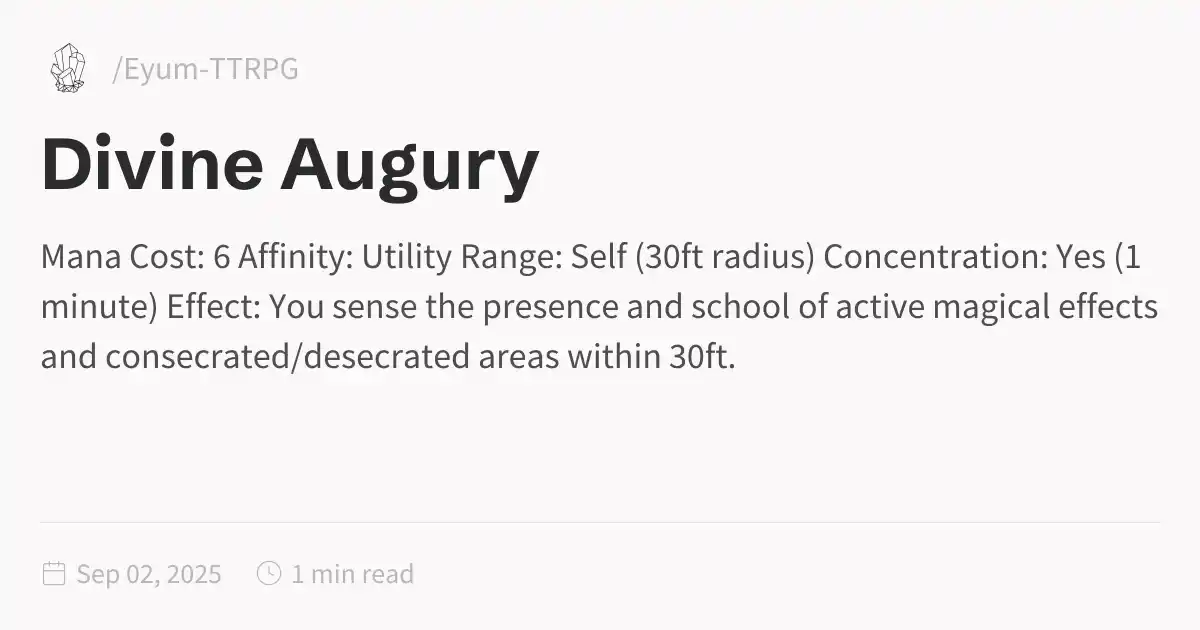 /Eyum-TTRPG
Divine Augury
Mana Cost: 6 Affinity: Utility Range: Self (30ft radius) Concentration: Yes (1
minute) Effect: You sense the presence and school of active magical effects
and consecrated/desecrated areas within 30ft.
Sep 02, 2025 1 min read